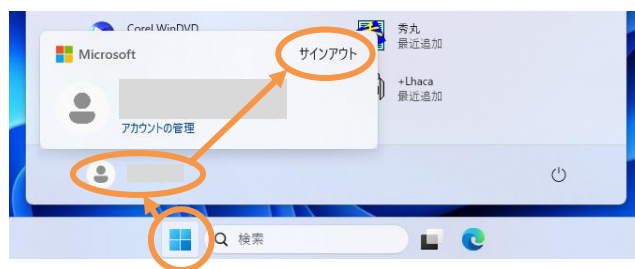 Corel WinDVD
秀丸
最近追加
Microsoft
サインアウト
+Lhaca
最近追加
アカウントの管理
検索